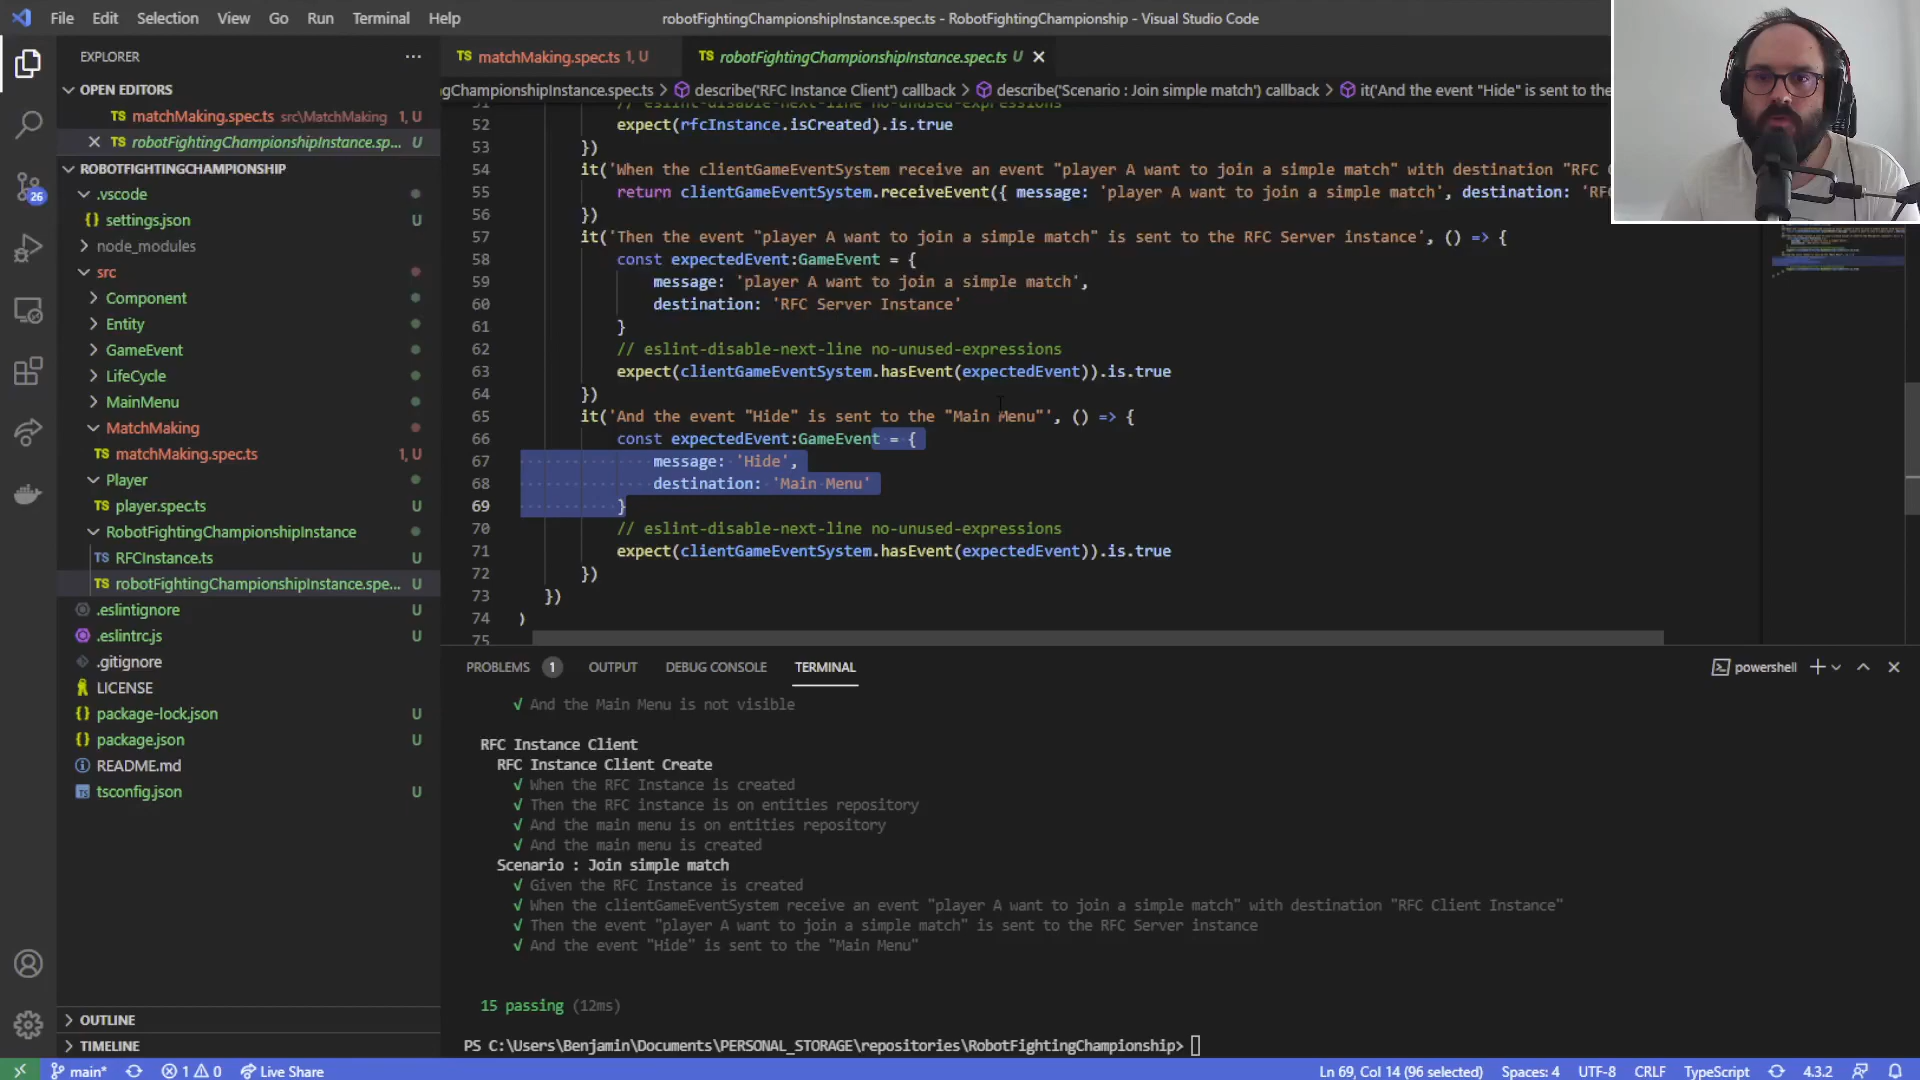 File Edit Selection View Go Run Terminal Help
robotFightingChampionshipInstance.spec.ts - RobotFightingChampionship - Visual Studio Code
EXPLORER
OPEN EDITORS
TS matchMaking.spec.ts src\MatchMaking 1, U
TS robotFightingChampionshipInstance.sp... U
ROBOTFIGHTINGCHAMPIONSHIP
.vscode
{} settings.json U
node_modules
src
Component
Entity
GameEvent
LifeCycle
MainMenu
MatchMaking
TS matchMaking.spec.ts 1, U
Player
TS player.spec.ts U
RobotFightingChampionshipInstance
TS RFCInstance.ts U
TS robotFightingChampionshipInstance.spe... U
.eslintignore U
.eslintrc.js U
.gitignore
LICENSE
{} package-lock.json U
{} package.json U
README.md
TS tsconfig.json U
OUTLINE
TIMELINE
26
TS matchMaking.spec.ts 1, U
TS robotFightingChampionshipInstance.spec.ts U
gChampionshipInstance.spec.ts > describe('RFC Instance Client') callback > describe('Scenario : Join simple match') callback > it('And the event "Hide" is sent to the
51 // eslint-disable-next-line no-unused-expressions
52 expect(rfcInstance.isCreated).is.true
53 })
54 it('When the clientGameEventSystem receive an event "player A want to join a simple match" with destination "RFC C
55 return clientGameEventSystem.receiveEvent({ message: 'player A want to join a simple match', destination: 'RF
56 })
57 it('Then the event "player A want to join a simple match" is sent to the RFC Server instance', () => {
58 const expectedEvent:GameEvent = {
59 message: 'player A want to join a simple match',
60 destination: 'RFC Server Instance'
61 }
62 // eslint-disable-next-line no-unused-expressions
63 expect(clientGameEventSystem.hasEvent(expectedEvent)).is.true
64 })
65 it('And the event "Hide" is sent to the "Main Menu"', () => {
66 const expectedEvent:GameEvent = {
67 message: 'Hide',
68 destination: 'Main Menu'
69 }
70 // eslint-disable-next-line no-unused-expressions
71 expect(clientGameEventSystem.hasEvent(expectedEvent)).is.true
72 })
73 })
74 )
75
PROBLEMS 1 OUTPUT DEBUG CONSOLE TERMINAL
powershell
√ And the Main Menu is not visible
RFC Instance Client
RFC Instance Client Create
√ When the RFC Instance is created
√ Then the RFC instance is on entities repository
√ And the main menu is on entities repository
√ And the main menu is created
Scenario : Join simple match
√ Given the RFC Instance is created
√ When the clientGameEventSystem receive an event "player A want to join a simple match" with destination "RFC Client Instance"
√ Then the event "player A want to join a simple match" is sent to the RFC Server instance
√ And the event "Hide" is sent to the "Main Menu"
15 passing (12ms)
PS C:\Users\Benjamin\Documents\PERSONAL_STORAGE\repositories\RobotFightingChampionship>
main* 1 0 Live Share
Ln 69, Col 14 (96 selected) Spaces: 4 UTF-8 CRLF TypeScript 4.3.2